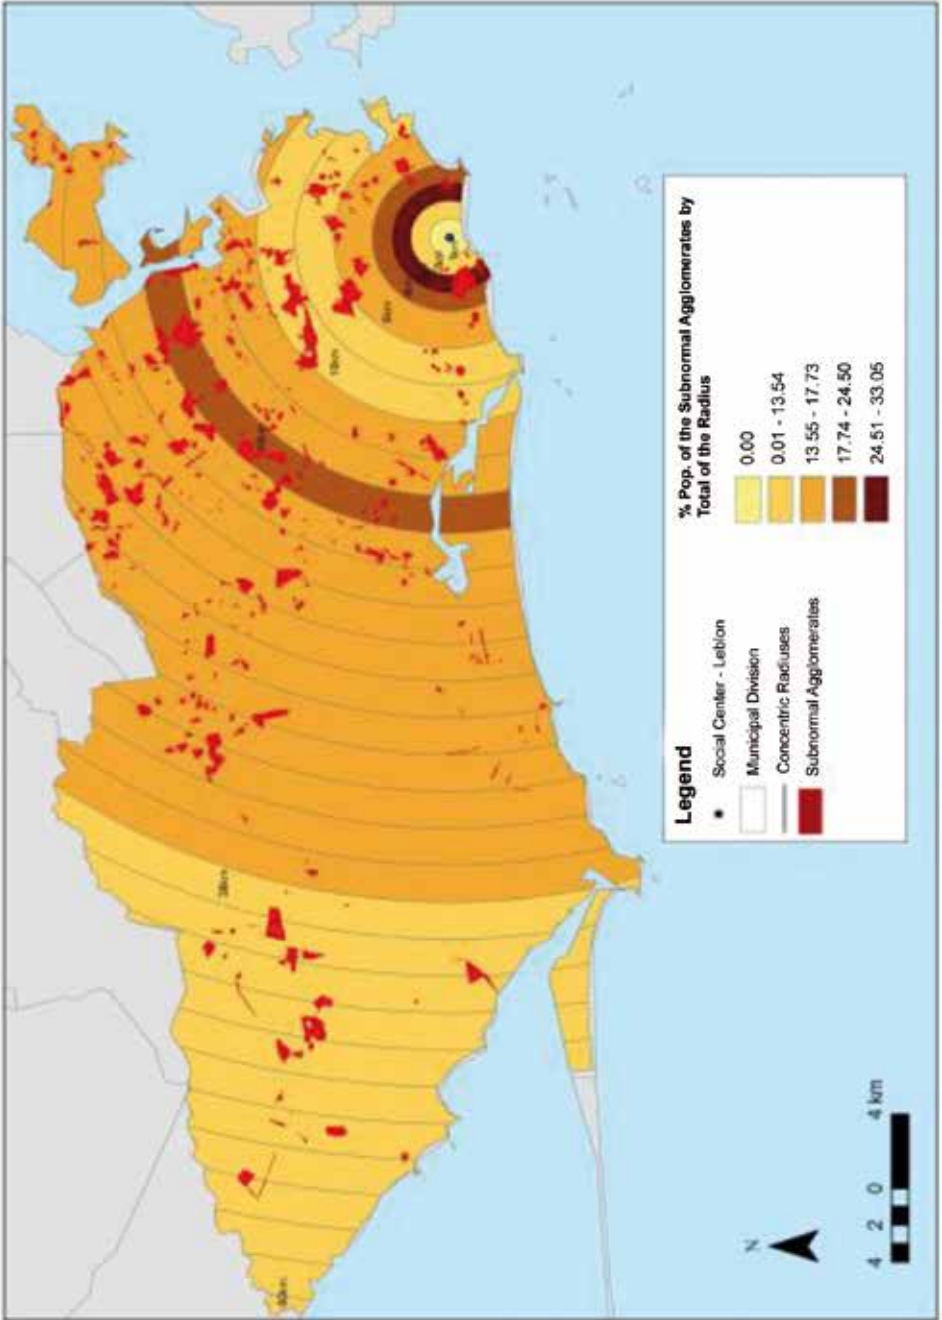 10km
38km
% Pop. of the Subnormal Agglomerates by
Total of the Radius
0.00
0.01 - 13.54
13.55 - 17.73
17.74 - 24.50
24.51 - 33.05
Legend
Social Center - Leblon
Municipal Division
Concentric Radiuses
Subnormal Agglomerates
N
4 2 0 4 km